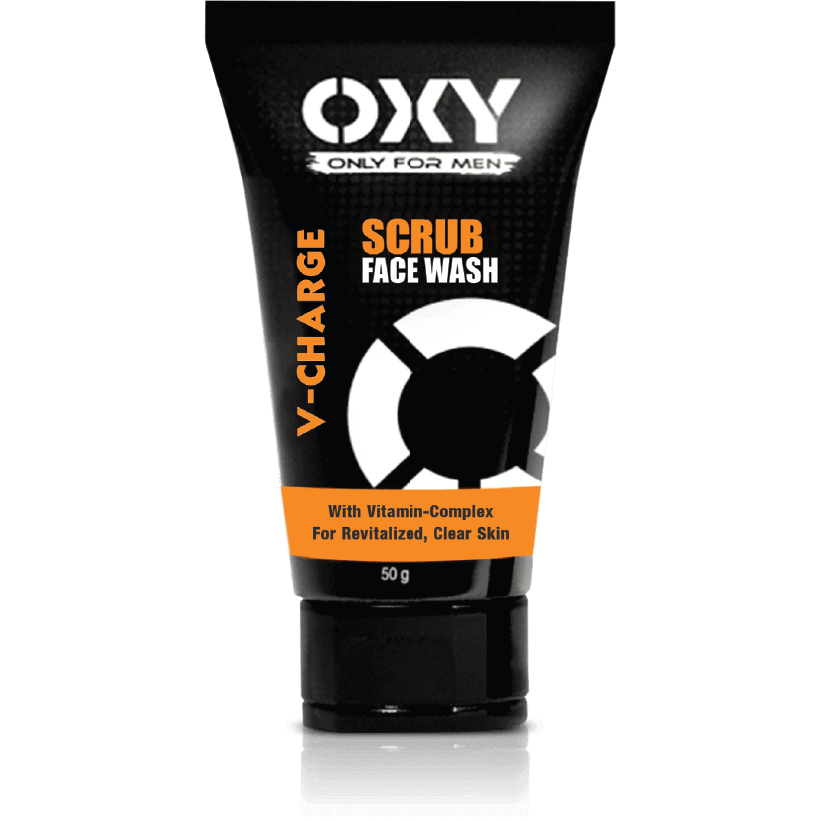 OXY
ONLY FOR MEN
V-CHARGE
SCRUB
FACE WASH
With Vitamin-Complex
For Revitalized, Clear Skin
50 g